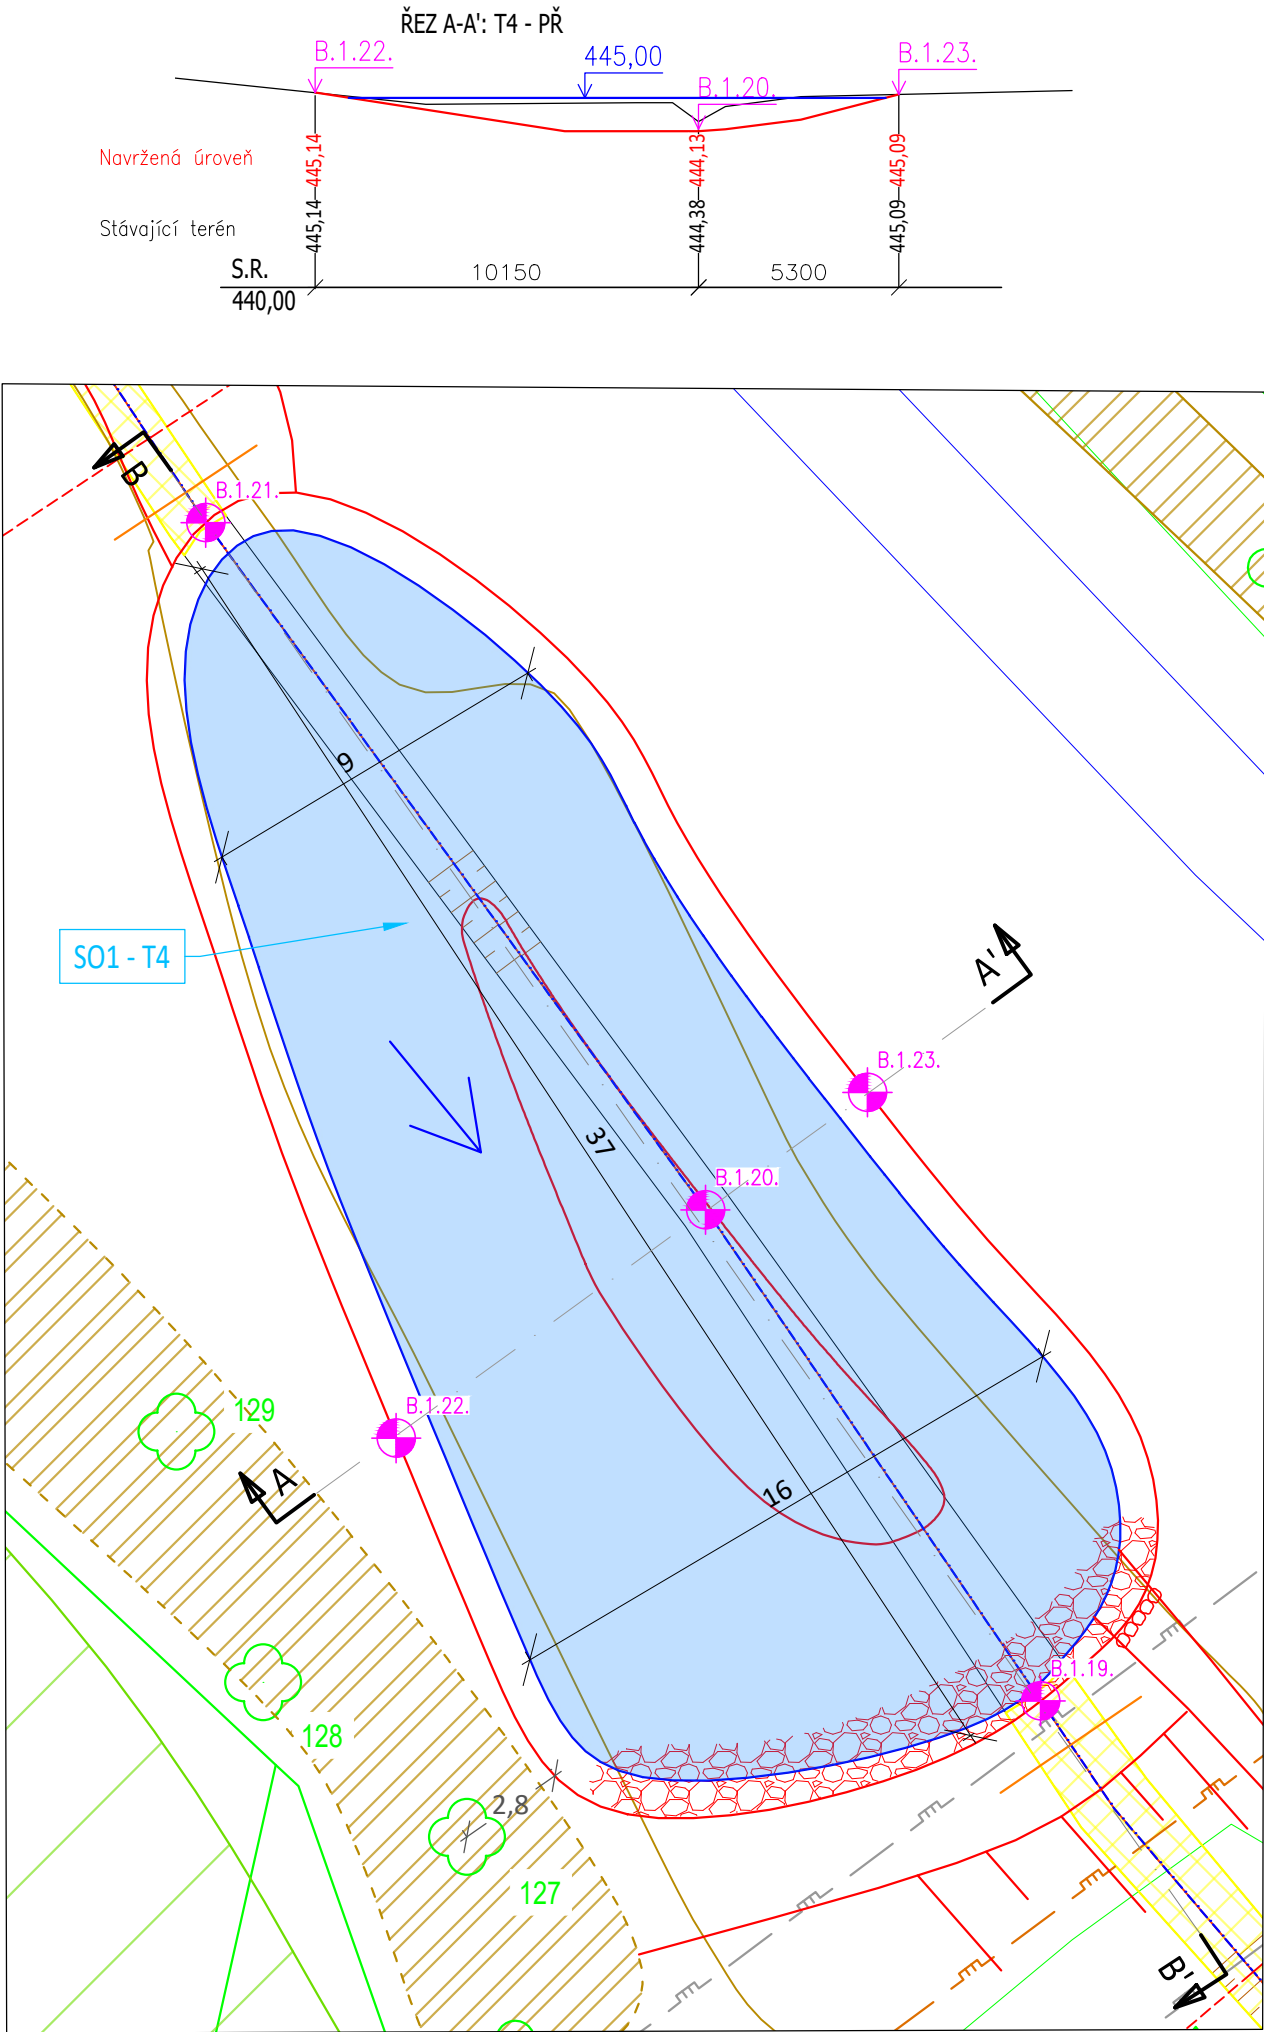 ŘEZ A-A': T4 - PŘ
B.1.22.
445,00
B.1.20.
B.1.23.
Navržená úroveň
445,14
444,13
445,09
Stávající terén
445,14
444,38
445,09
S.R.
440,00
10150
5300
B
B.1.21.
9
SO1 - T4
A'
B.1.23.
37
B.1.20.
B.1.22.
129
A
16
E
B.1.19.
128
E
E
2,8
E
127
E
E
E
B'
E